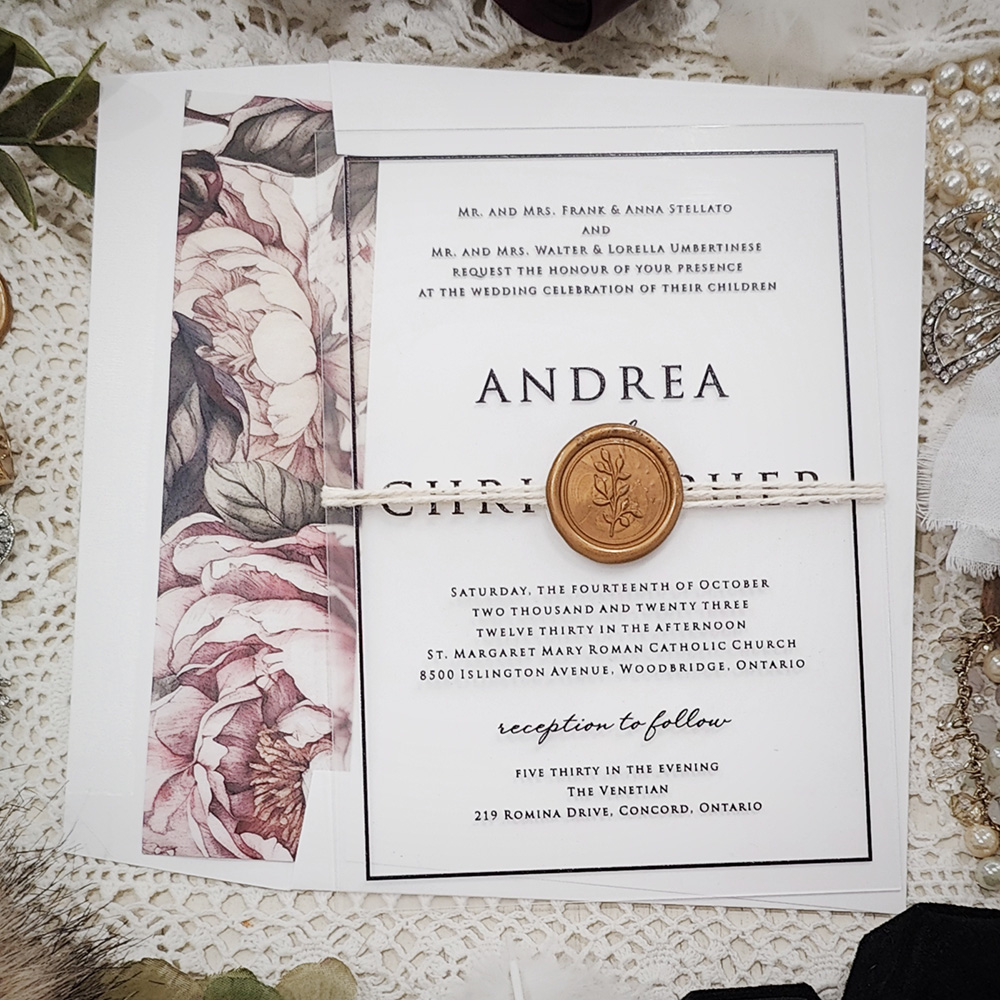 Mr. and Mrs. Frank & Anna Stellato
and
Mr. and Mrs. Walter & Lorella Umbertinese
request the honour of your presence
at the wedding celebration of their children
ANDREA
Saturday, the fourteenth of October
two thousand and twenty three
twelve thirty in the afternoon
St. Margaret Mary Roman Catholic Church
8500 Islington Avenue, Woodbridge, Ontario
reception to follow
five thirty in the evening
The Venetian
219 Romina Drive, Concord, Ontario